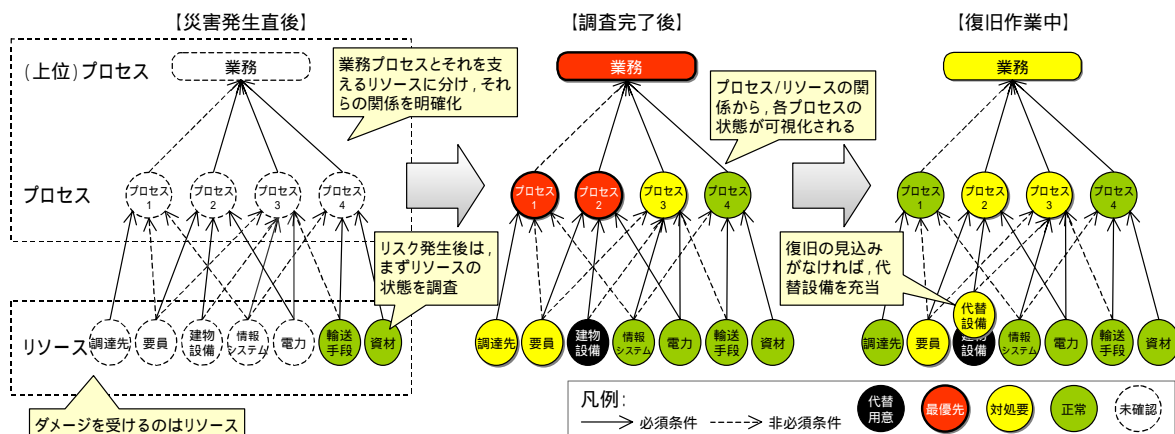 【災害発生直後】
【調査完了後】
【復旧作業中】
(上位)プロセス
業務
業務プロセスとそれを支
えるリソースに分け，それ
らの関係を明確化
業務
プロセス/リソースの関
係から，各プロセスの
状態が可視化される
業務
プロセス
プロセス
1
プロセス
2
プロセス
3
プロセス
4
プロセス
1
プロセス
2
プロセス
3
プロセス
4
プロセス
1
プロセス
2
プロセス
3
プロセス
4
リスク発生後は，
まずリソースの
状態を調査
復旧の見込み
がなければ，代
替設備を充当
代替
設備
リソース
調達先
要員
建物
設備
情報
システム
電力
輸送
手段
資材
調達先
要員
建物
設備
情報
システム
電力
輸送
手段
資材
調達先
要員
建物
設備
情報
システム
電力
輸送
手段
資材
ダメージを受けるのはリソース
凡例：
必須条件
非必須条件
代替
用意
最優先
対処要
正常
未確認